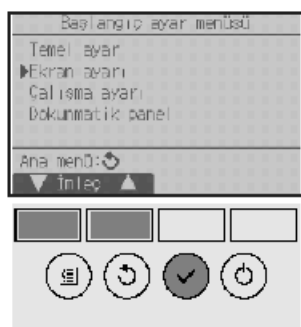 Başlangıç ayar menüsü
Temel ayar
▶Ekran ayarı
Çalışma ayarı
Dokunmatik panel
Ana menü:
▼ İmleç ▲